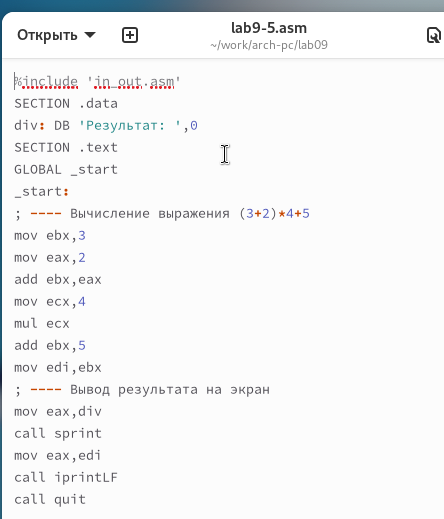 Открыть
lab9-5.asm
~/work/arch-pc/lab09
%include 'in_out.asm'
SECTION .data
div: DB 'Результат: ',0
SECTION .text
GLOBAL _start
_start:
; ---- Вычисление выражения (3+2)*4+5
mov ebx,3
mov eax,2
add ebx,eax
mov ecx,4
mul ecx
add ebx,5
mov edi,ebx
; ---- Вывод результата на экран
mov eax,div
call sprint
mov eax,edi
call iprintLF
call quit